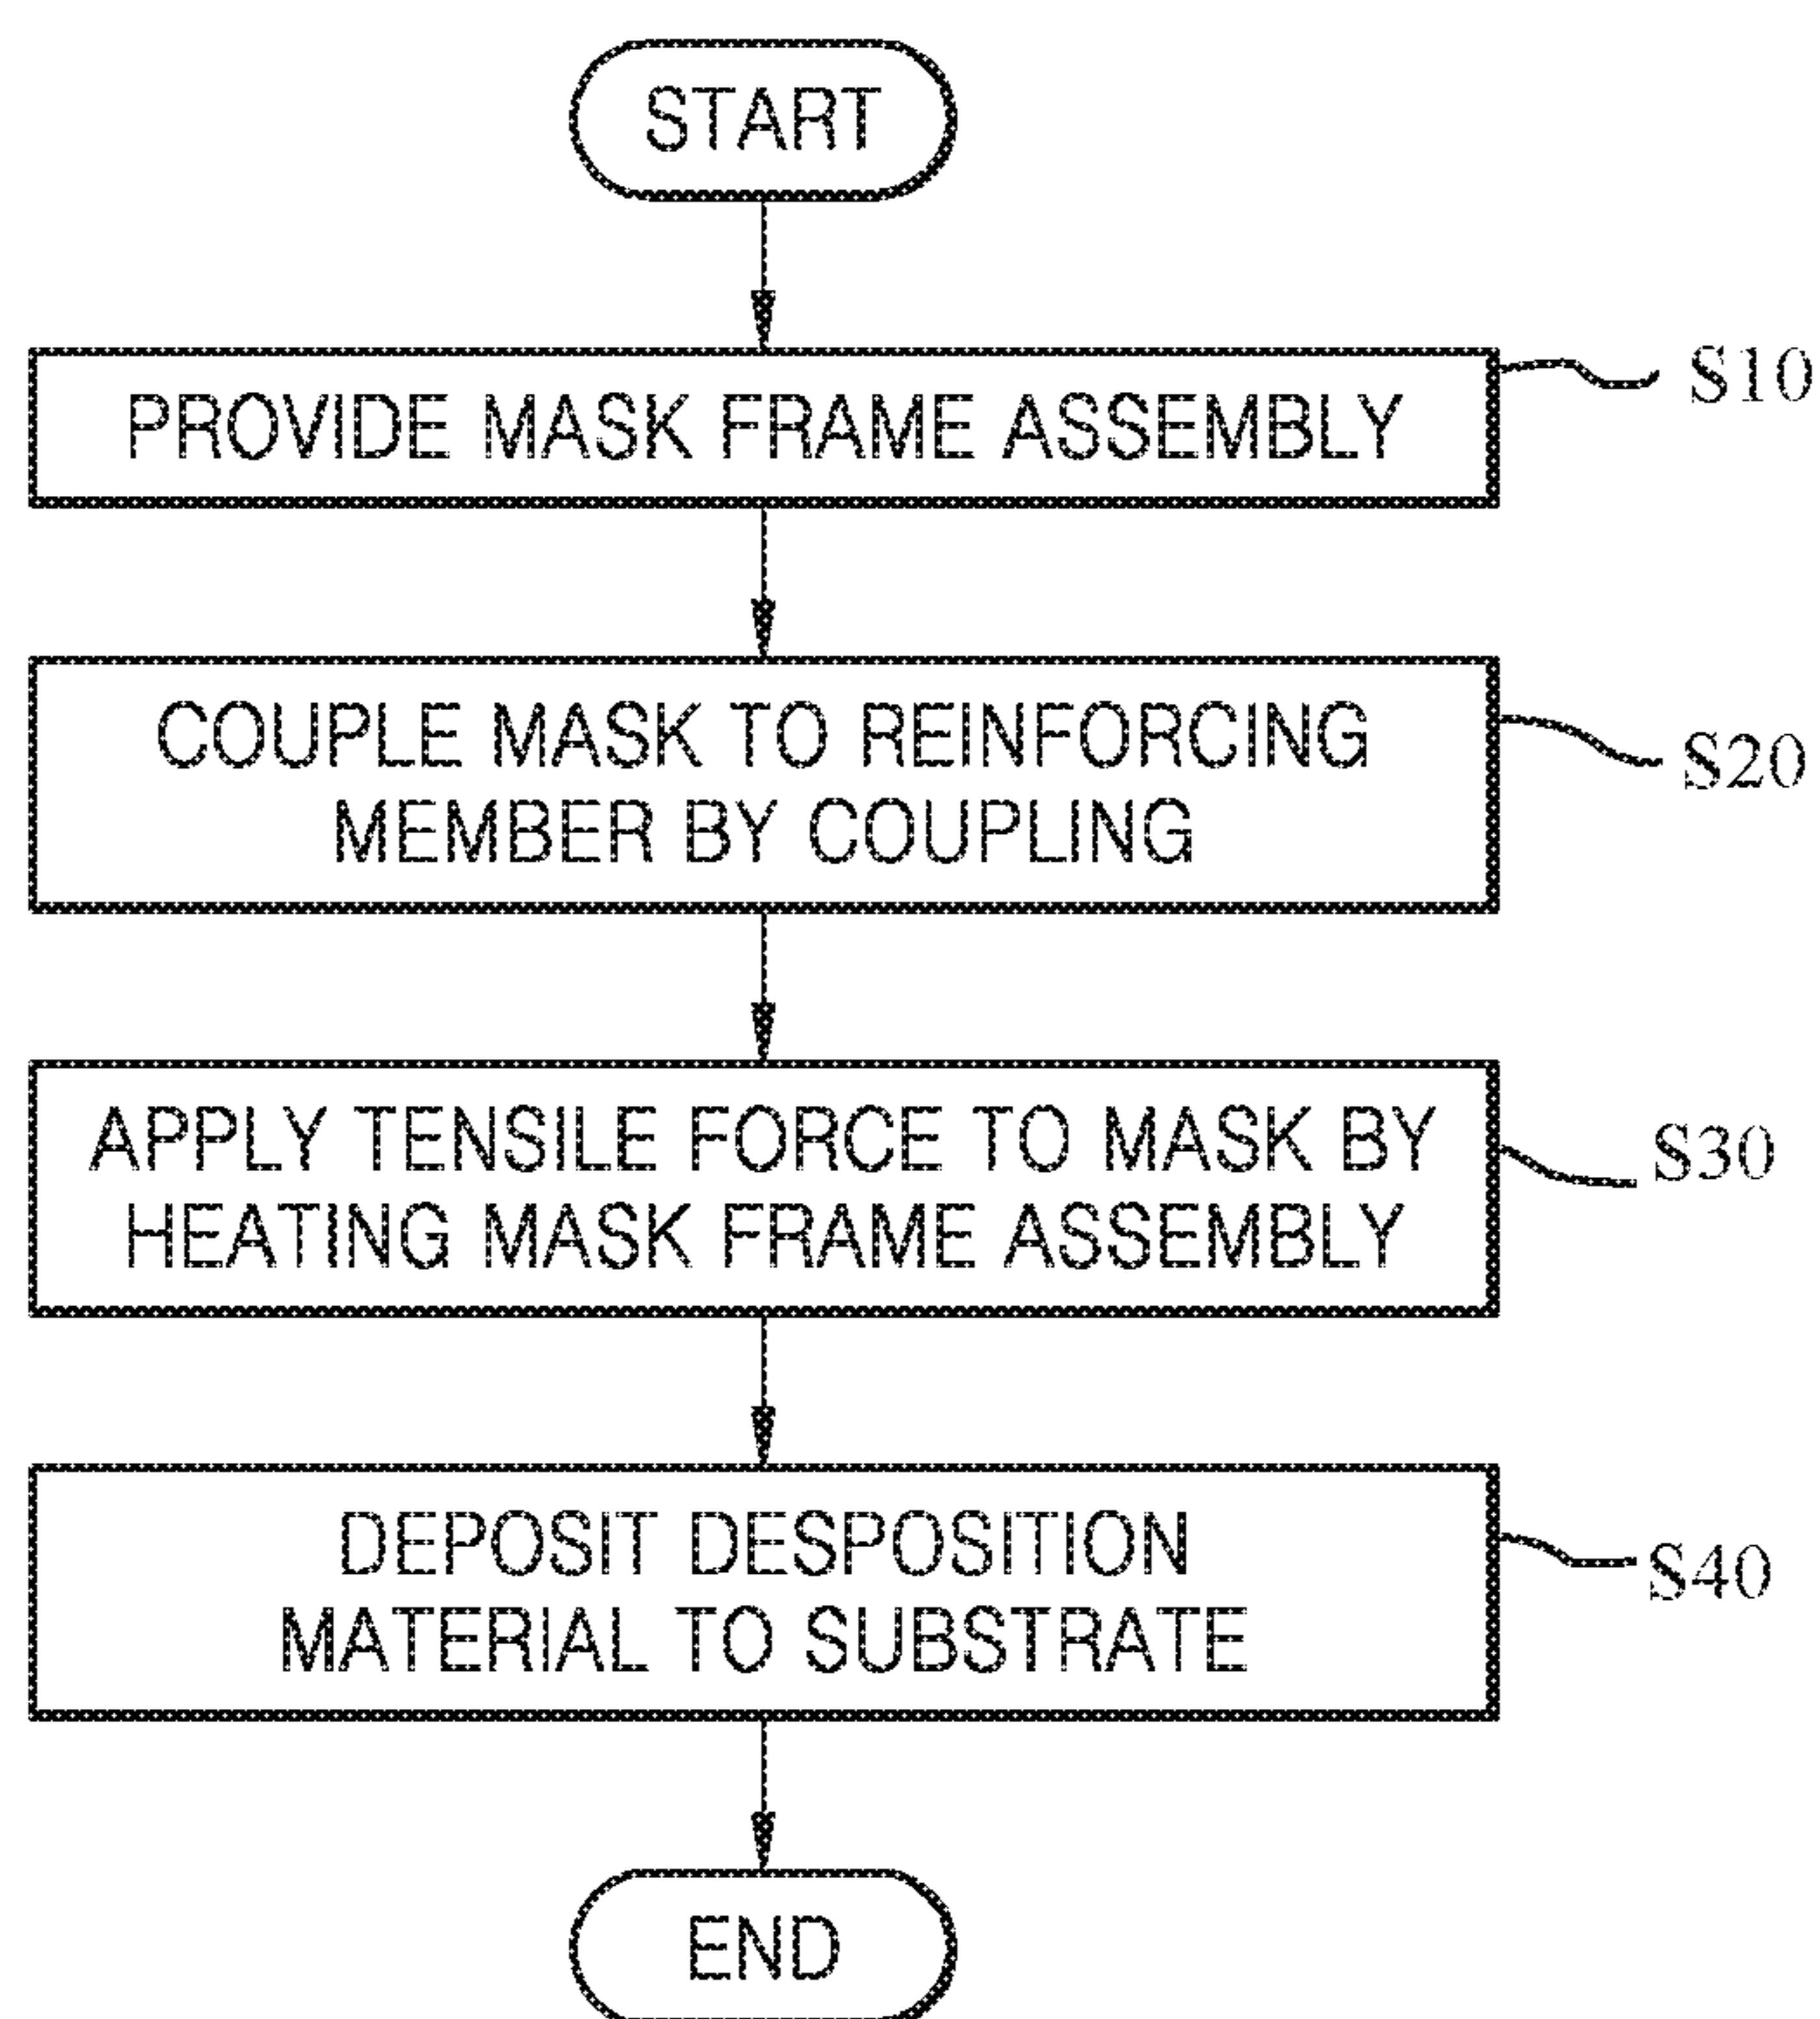 START
PROVIDE MASK FRAME ASSEMBLY
S10
COUPLE MASK TO REINFORCING
MEMBER BY COUPLING
S20
APPLY TENSILE FORCE TO MASK BY
HEATING MASK FRAME ASSEMBLY
S30
DEPOSIT DESPOSITION
MATERIAL TO SUBSTRATE
S40
END